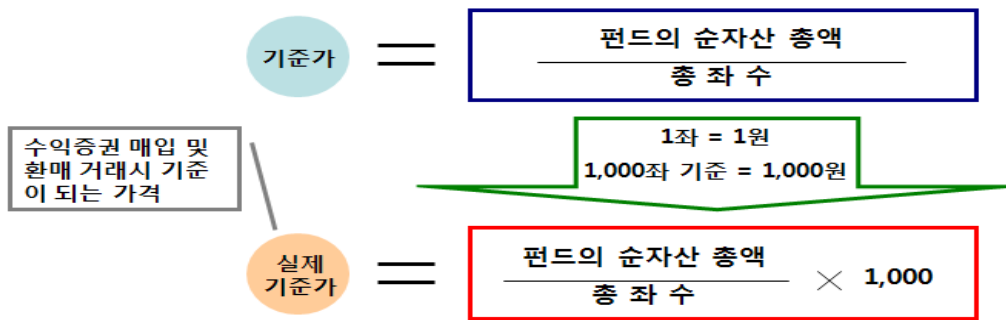 기준가
펀드의 순자산 총액
총 좌 수
1좌 = 1원
1,000좌 기준 = 1,000원
수익증권 매입 및
환매 거래시 기준
이 되는 가격
실제
기준가
펀드의 순자산 총액
총 좌 수
× 1,000